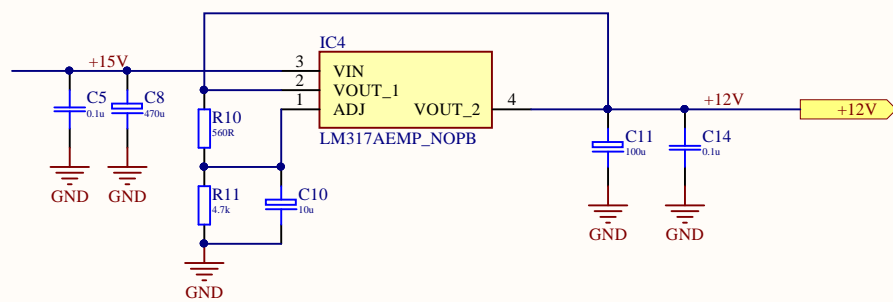 IC4
+15V
3
VIN
2
VOUT_1
1
ADJ
VOUT_2
4
+12V
+12V
LM317AEMP_NOPB
C5
0.1u
C8
470u
R10
560R
C11
100u
C14
0.1u
R11
4.7k
C10
10u
GND
GND
GND
GND
GND